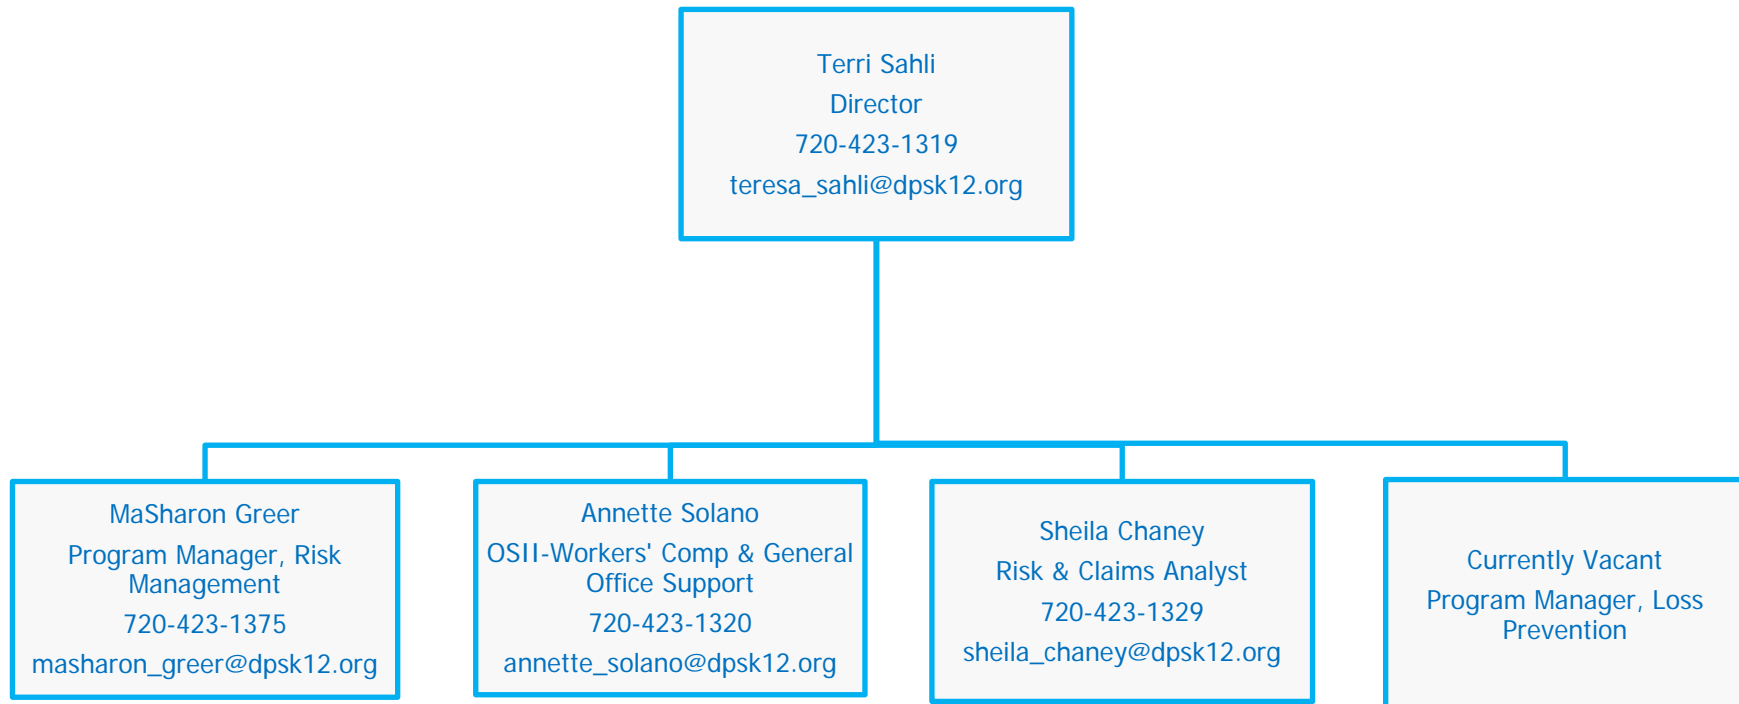 Terri Sahli
Director
720-423-1319
teresa_sahli@dpsk12.org
MaSharon Greer
Program Manager, Risk
Management
720-423-1375
masharon_greer@dpsk12.org
Annette Solano
OSII-Workers' Comp & General
Office Support
720-423-1320
annette_solano@dpsk12.org
Sheila Chaney
Risk & Claims Analyst
720-423-1329
sheila_chaney@dpsk12.org
Currently Vacant
Program Manager, Loss
Prevention